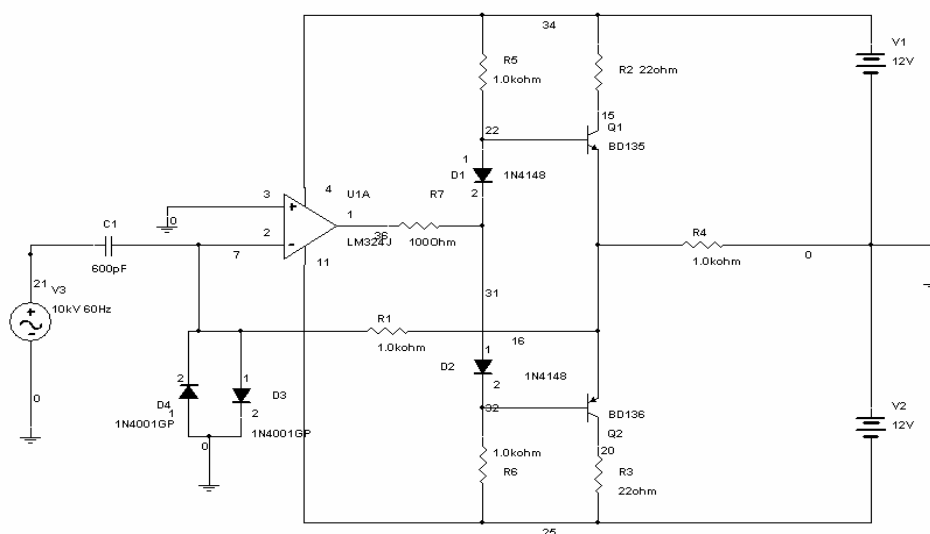 34
V1
12V
R5
1.0kohm
R2 22ohm
15
Q1
BD135
22
1
D1
1N4148
2
3
4
U1A
R7
1
0
LM324J
36
100Ohm
C1
2
7
11
600pF
R4
1.0kohm
0
21
V3
10kV 60Hz
31
R1
1.0kohm
16
1
D2
2
1N4148
2
1
D3
D4
1
2
1N4001GP
1N4001GP
0
0
32
BD136
Q2
V2
12V
1.0kohm
R6
20
R3
22ohm
25